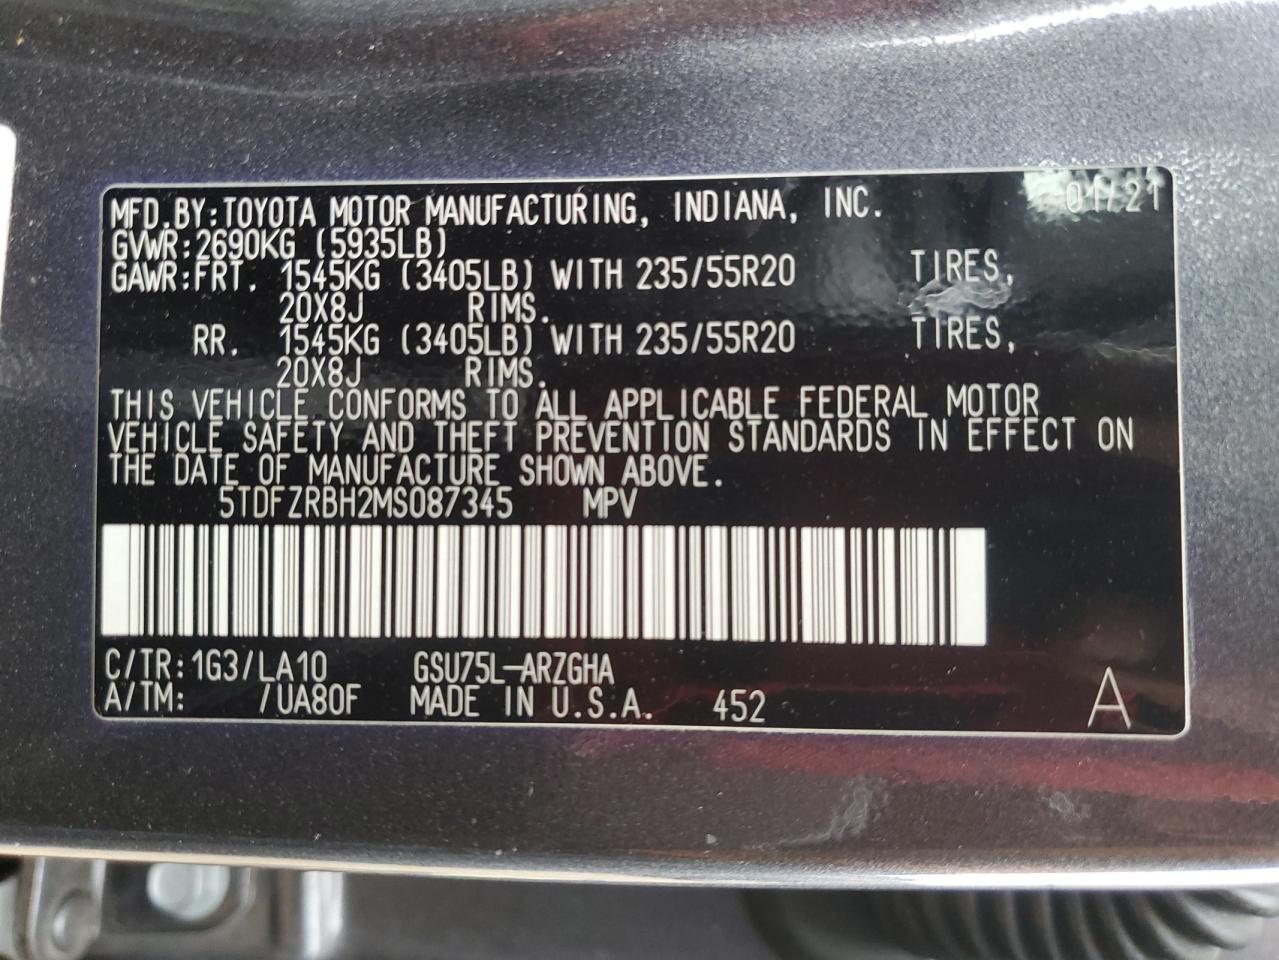 MFD.BY:TOYOTA MOTOR MANUFACTURING, INDIANA, INC. 01/21
GVWR:2690KG (5935LB)
GAWR:FRT. 1545KG (3405LB) WITH 235/55R20 TIRES,
20X8J RIMS.
RR. 1545KG (3405LB) WITH 235/55R20 TIRES,
20X8J RIMS.
THIS VEHICLE CONFORMS TO ALL APPLICABLE FEDERAL MOTOR
VEHICLE SAFETY AND THEFT PREVENTION STANDARDS IN EFFECT ON
THE DATE OF MANUFACTURE SHOWN ABOVE.
5TDFZRBH2MS087345 MPV
C/TR:1G3/LA10 GSU75L-ARZGHA
A/TM: /UA80F MADE IN U.S.A. 452 A